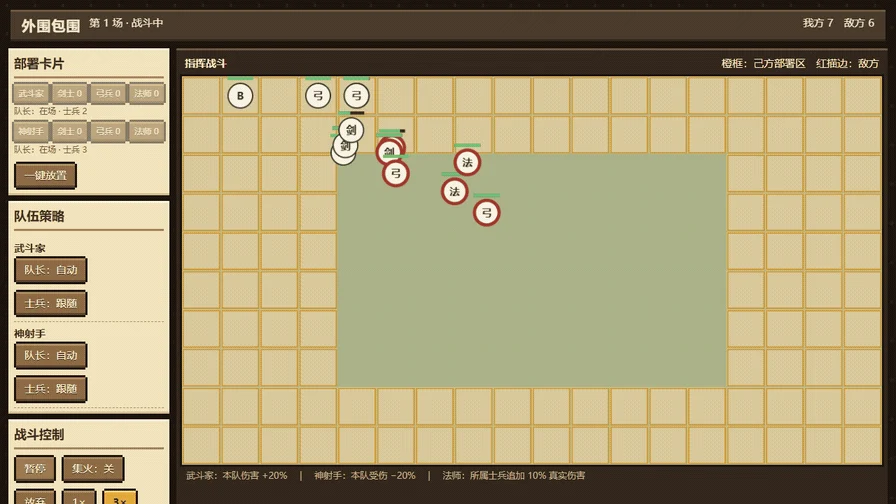 外围包围 第 1 场 · 战斗中 我方 7 敌方 6
部署卡片
武斗家 剑士 0 弓兵 0 法师 0
队长：在场 · 士兵 2
神射手 剑士 0 弓兵 0 法师 0
队长：在场 · 士兵 3
一键放置
队伍策略
武斗家
队长：自动
士兵：跟随
神射手
队长：自动
士兵：跟随
战斗控制
暂停 集火：关
放弃 1× 3×
指挥战斗 橙框：己方部署区 红描边：敌方
B 弓 弓
剑
剑 剑 法
弓
法
弓
武斗家：本队伤害 +20% | 神射手：本队受伤 -20% | 法师：所属士兵追加 10% 真实伤害